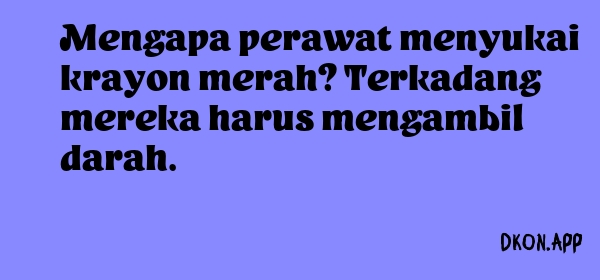 Mengapa perawat menyukai
krayon merah? Terkadang
mereka harus mengambil
darah.
DKON.APP